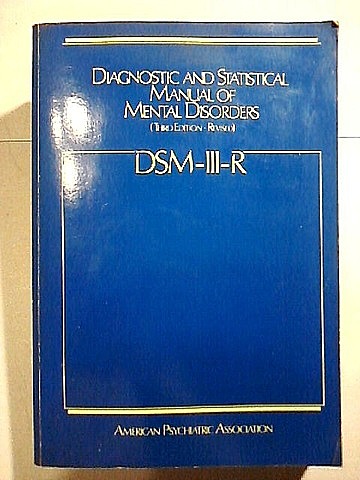 DIAGNOSTIC AND STATISTICAL
MANUAL OF
MENTAL DISORDERS
(THIRD EDITION - REVISED)
DSM-III-R
AMERICAN PSYCHIATRIC ASSOCIATION